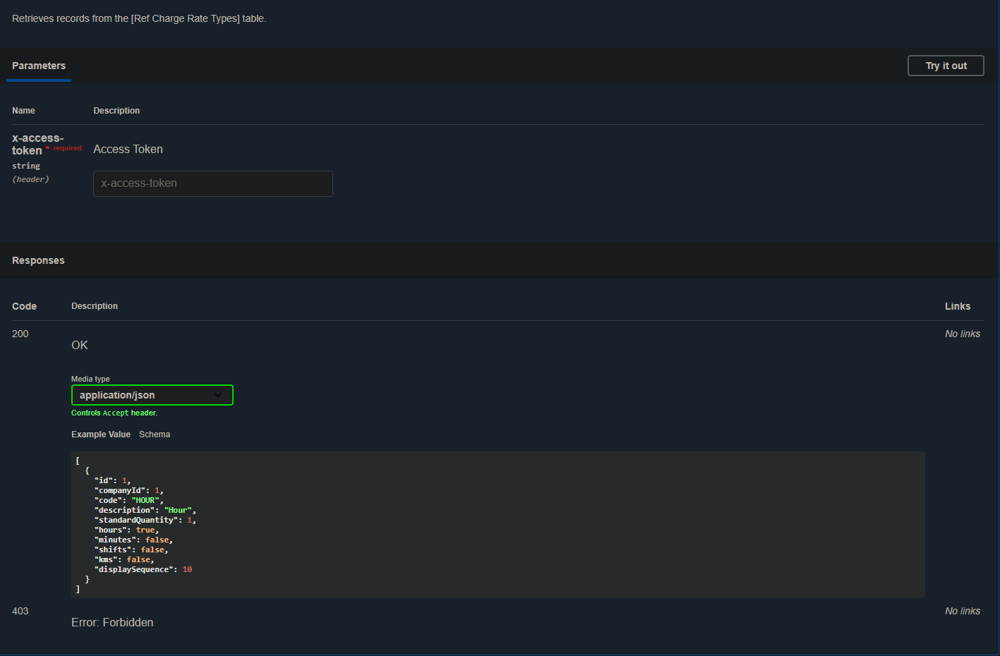 Retrieves records from the [Ref Charge Rate Types] table.
Parameters
Try it out
Name Description
x-access-
token * required
string
(header)
Access Token
x-access-token
Responses
Code Description Links
200 No links
OK
Media type
application/json
Controls Accept header.
Example Value Schema
[
  {
    "id": 1,
    "companyId": 1,
    "code": "HOUR",
    "description": "Hour",
    "standardQuantity": 1,
    "hours": true,
    "minutes": false,
    "shifts": false,
    "kms": false,
    "displaySequence": 10
  }
]
403 No links
Error: Forbidden